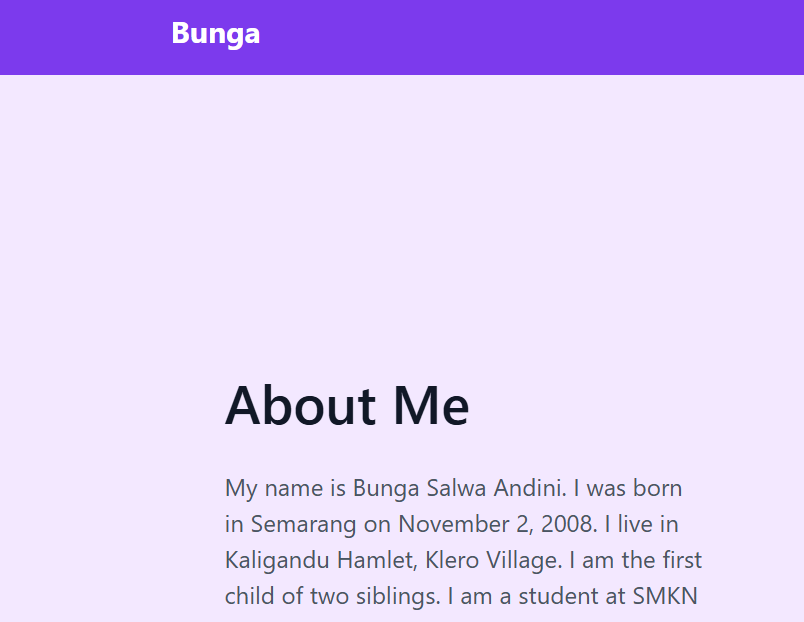 Bunga
About Me
My name is Bunga Salwa Andini. I was born
in Semarang on November 2, 2008. I live in
Kaligandu Hamlet, Klero Village. I am the first
child of two siblings. I am a student at SMKN